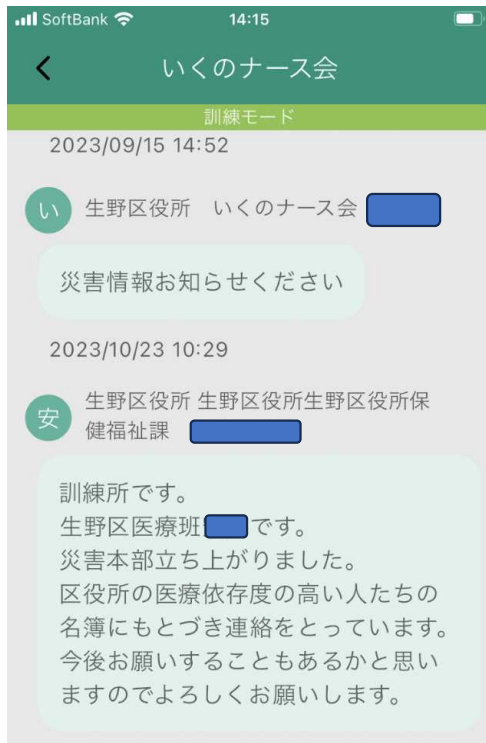 SoftBank 14:15
いくのナース会
訓練モード
2023/09/15 14:52
い 生野区役所 いくのナース会
災害情報お知らせください
2023/10/23 10:29
安 生野区役所 生野区役所生野区役所保
健福祉課
訓練所です。
生野区医療班 です。
災害本部立ち上がりました。
区役所の医療依存度の高い人たちの
名簿にもとづき連絡をとっています。
今後お願いすることもあるかと思い
ますのでよろしくお願いします。